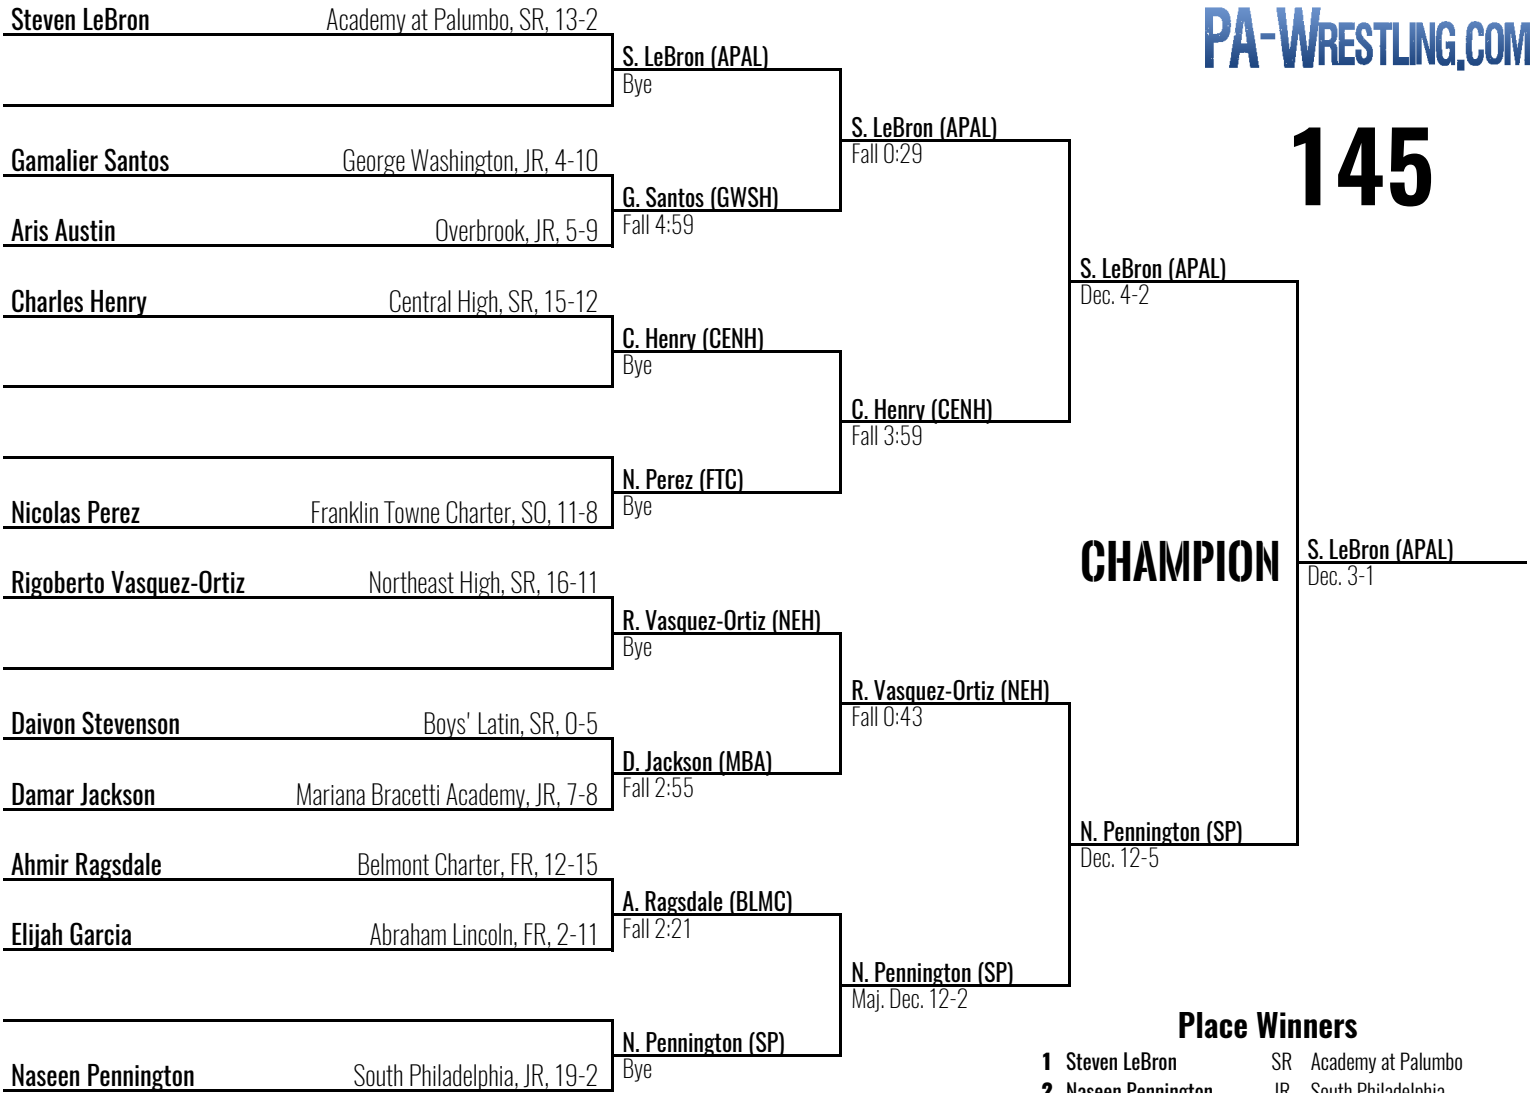 Steven LeBron Academy at Palumbo, SR, 13-2
PA-WRESTLING.COM
S. LeBron (APAL)
Bye
145
S. LeBron (APAL)
Fall 0:29
Gamalier Santos George Washington, JR, 4-10
G. Santos (GWSH)
Fall 4:59
Aris Austin Overbrook, JR, 5-9
S. LeBron (APAL)
Dec. 4-2
Charles Henry Central High, SR, 15-12
C. Henry (CENH)
Bye
C. Henry (CENH)
Fall 3:59
N. Perez (FTC)
Bye
Nicolas Perez Franklin Towne Charter, SO, 11-8
CHAMPION
S. LeBron (APAL)
Dec. 3-1
Rigoberto Vasquez-Ortiz Northeast High, SR, 16-11
R. Vasquez-Ortiz (NEH)
Bye
R. Vasquez-Ortiz (NEH)
Fall 0:43
Daivon Stevenson Boys' Latin, SR, 0-5
D. Jackson (MBA)
Fall 2:55
Damar Jackson Mariana Bracetti Academy, JR, 7-8
N. Pennington (SP)
Dec. 12-5
Ahmir Ragsdale Belmont Charter, FR, 12-15
A. Ragsdale (BLMC)
Fall 2:21
Elijah Garcia Abraham Lincoln, FR, 2-11
N. Pennington (SP)
Maj. Dec. 12-2
N. Pennington (SP)
Bye
Naseen Pennington South Philadelphia, JR, 19-2
Place Winners
1 Steven LeBron SR Academy at Palumbo
2 Naseen Pennington JR South Philadelphia